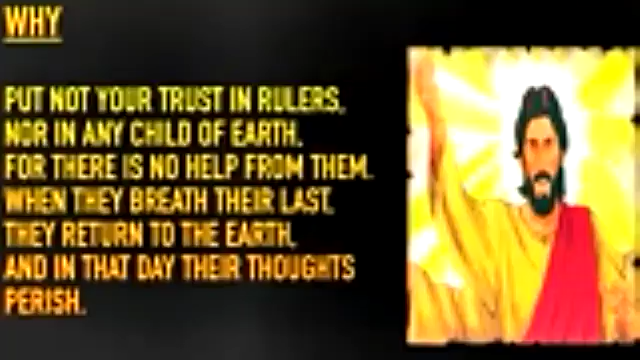 WHY
PUT NOT YOUR TRUST IN RULERS,
NOR IN ANY CHILD OF EARTH,
FOR THERE IS NO HELP FROM THEM.
WHEN THEY BREATH THEIR LAST,
THEY RETURN TO THE EARTH,
AND IN THAT DAY THEIR THOUGHTS
PERISH.